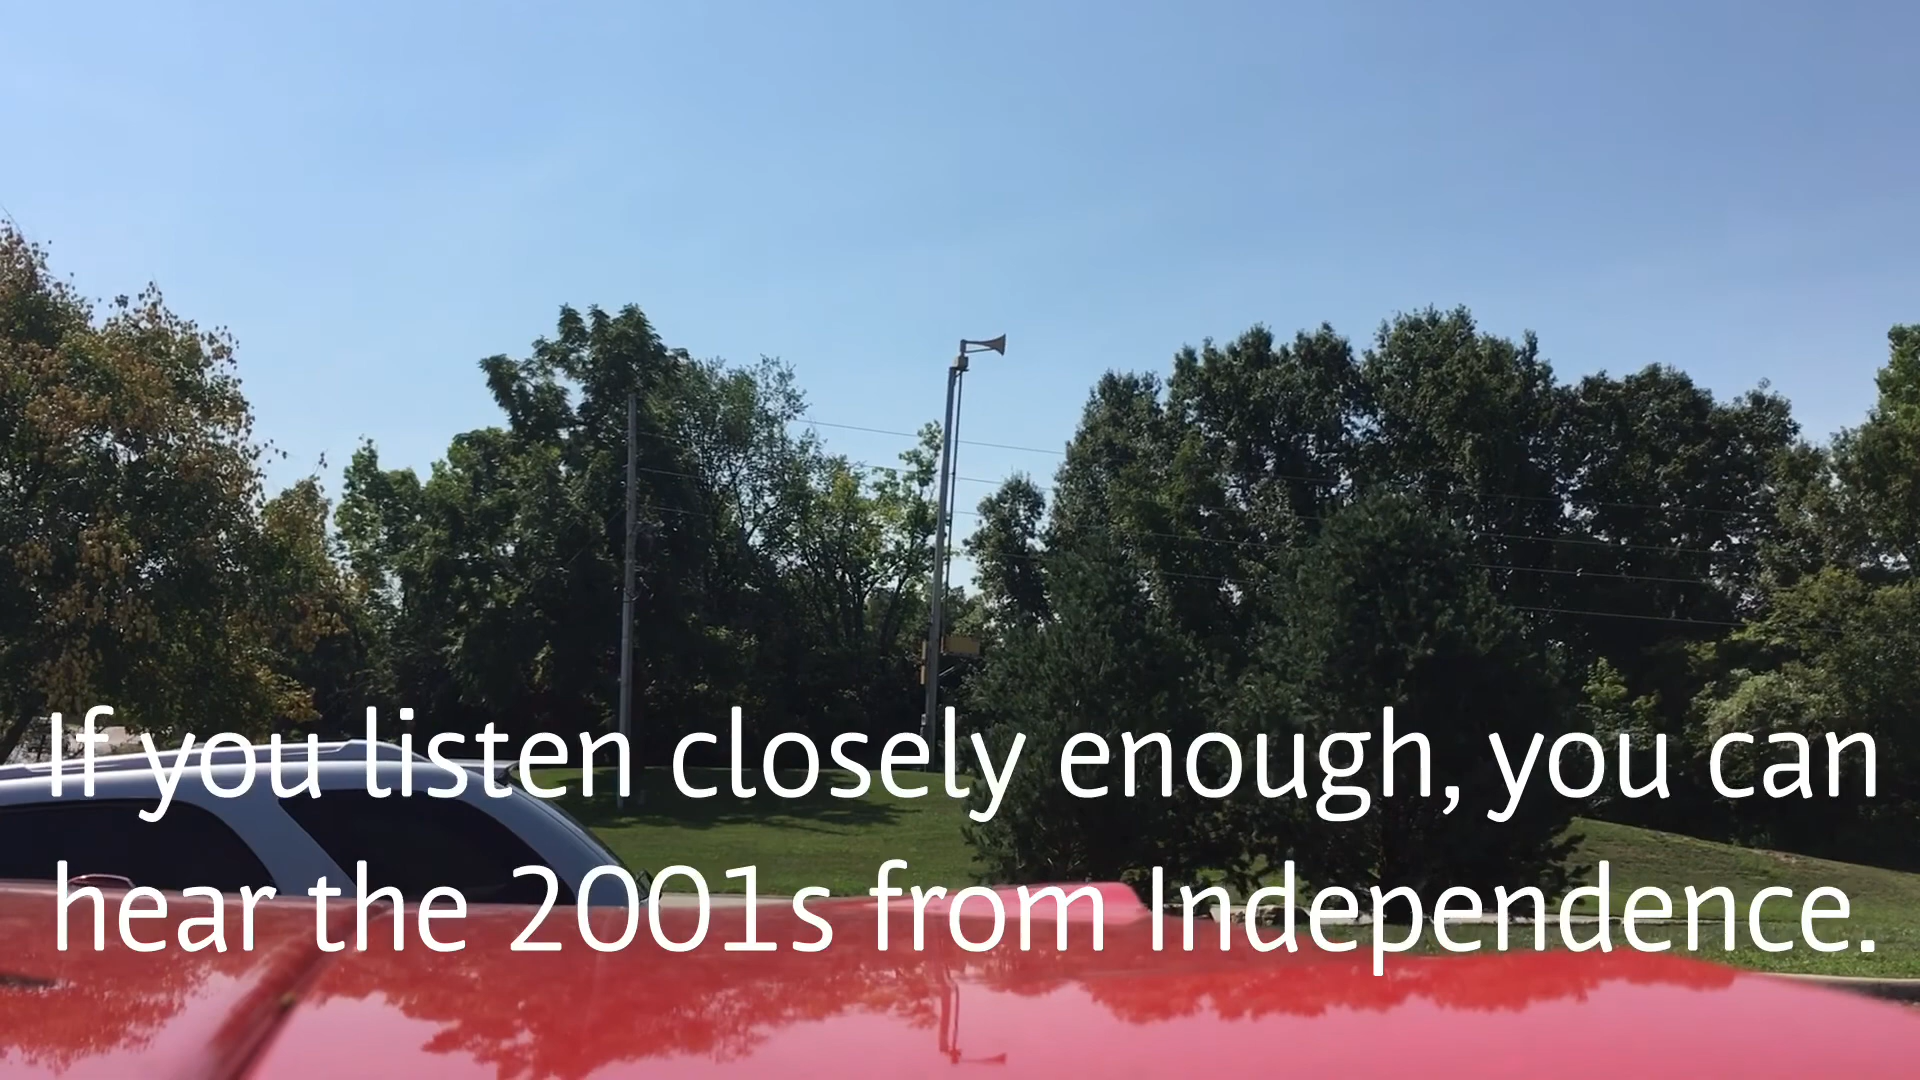 If you listen closely enough, you can
hear the 2001s from Independence.